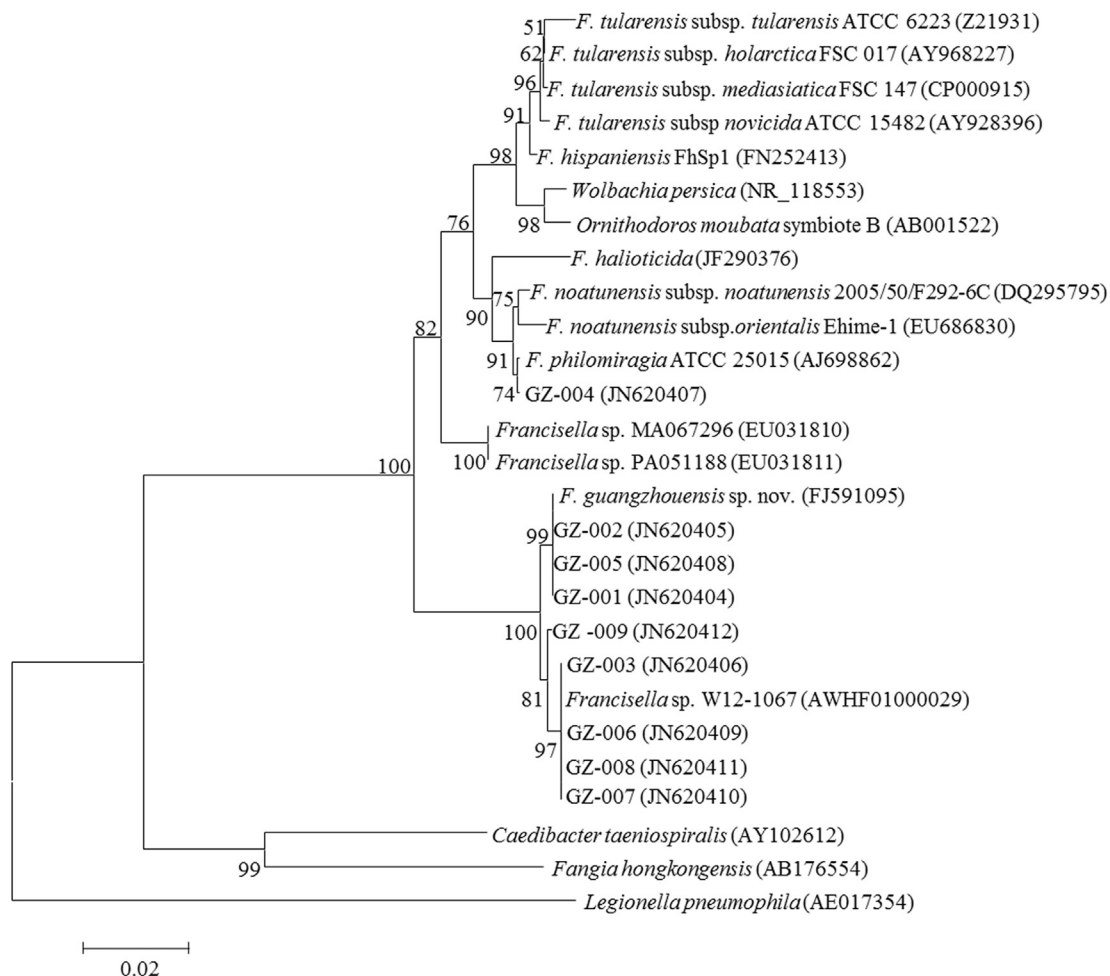 51
F. tularensis subsp. tularensis ATCC 6223 (Z21931)
62
F. tularensis subsp. holarctica FSC 017 (AY968227)
96
F. tularensis subsp. mediasiatica FSC 147 (CP000915)
91
F. tularensis subsp novicida ATCC 15482 (AY928396)
98
F. hispaniensis FhSp1 (FN252413)
Wolbachia persica (NR_118553)
76
98
Ornithodoros moubata symbiote B (AB001522)
F. halioticida (JF290376)
75
F. noatunensis subsp. noatunensis 2005/50/F292-6C (DQ295795)
90
82
F. noatunensis subsp.orientalis Ehime-1 (EU686830)
91
F. philomiragia ATCC 25015 (AJ698862)
74
GZ-004 (JN620407)
Francisella sp. MA067296 (EU031810)
100
100
Francisella sp. PA051188 (EU031811)
F. guangzhouensis sp. nov. (FJ591095)
99
GZ-002 (JN620405)
GZ-005 (JN620408)
GZ-001 (JN620404)
100
GZ -009 (JN620412)
GZ-003 (JN620406)
81
Francisella sp. W12-1067 (AWHF01000029)
97
GZ-006 (JN620409)
GZ-008 (JN620411)
GZ-007 (JN620410)
Caedibacter taeniospiralis (AY102612)
99
Fangia hongkongensis (AB176554)
Legionella pneumophila (AE017354)
0.02